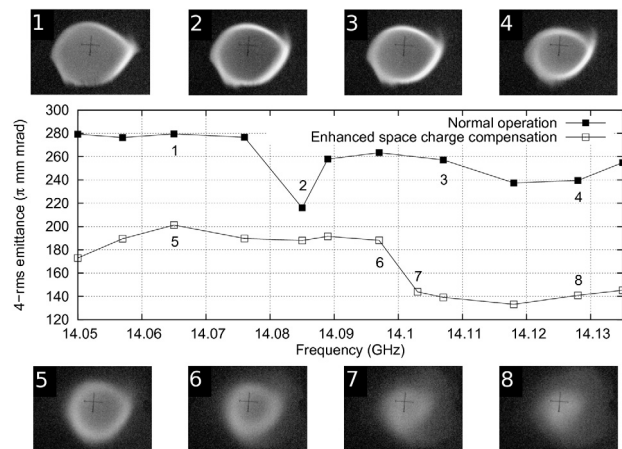 1 2 3 4
300
280
260
240
220
200
180
160
140
120
4-rms emittance (π mm mrad)
Normal operation
Enhanced space charge compensation
1
2
3
4
5
6
7
8
14.05 14.06 14.07 14.08 14.09 14.1 14.11 14.12 14.13
Frequency (GHz)
5 6 7 8